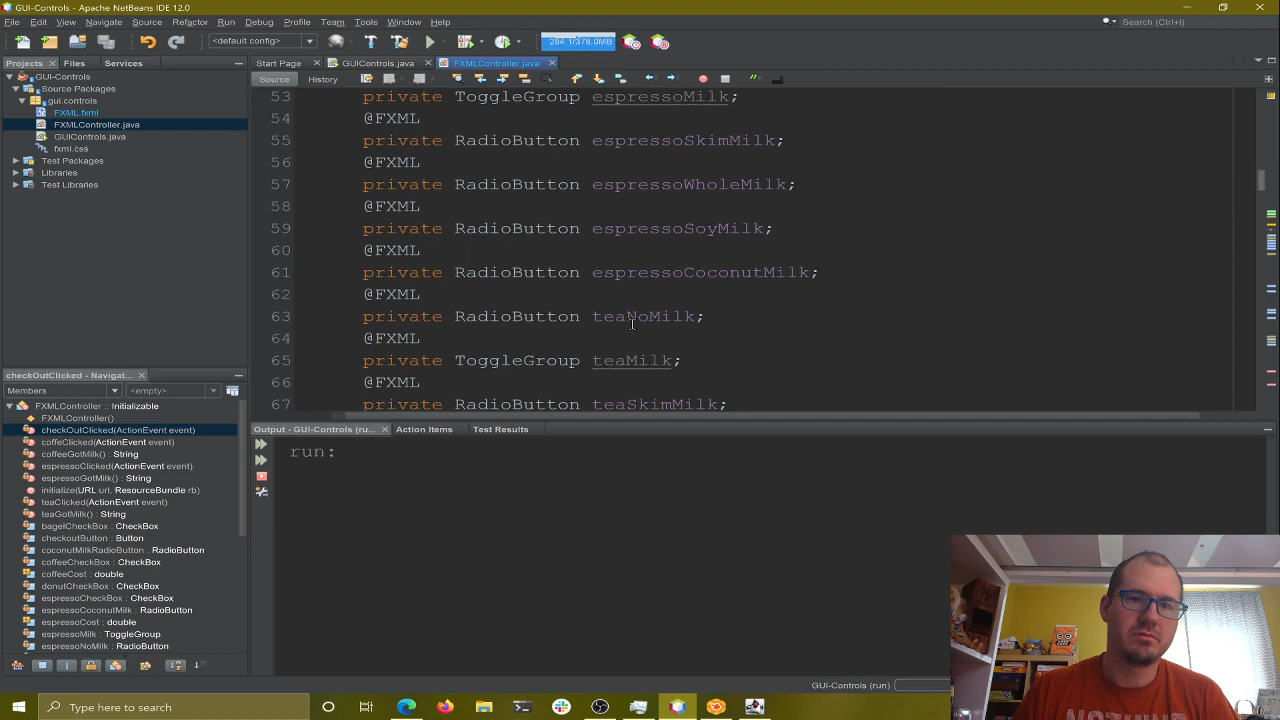 GUI-Controls - Apache NetBeans IDE 12.0
File Edit View Navigate Source Refactor Run Debug Profile Team Tools Window Help
Search (Ctrl+I)
<default config>
284.1/378.0MB
Projects Files Services
Start Page GUIControls.java FXMLController.java
Source History
GUI-Controls
Source Packages
gui.controls
FXML.fxml
FXMLController.java
GUIControls.java
fxml.css
Test Packages
Libraries
Test Libraries
53 private ToggleGroup espressoMilk;
54 @FXML
55 private RadioButton espressoSkimMilk;
56 @FXML
57 private RadioButton espressoWholeMilk;
58 @FXML
59 private RadioButton espressoSoyMilk;
60 @FXML
61 private RadioButton espressoCoconutMilk;
62 @FXML
63 private RadioButton teaNoMilk;
64 @FXML
65 private ToggleGroup teaMilk;
66 @FXML
67 private RadioButton teaSkimMilk;
checkOutClicked - Navigat...
Members <empty>
FXMLController :: Initializable
FXMLController()
checkOutClicked(ActionEvent event)
coffeClicked(ActionEvent event)
coffeeGotMilk() : String
espressoClicked(ActionEvent event)
espressoGotMilk() : String
initialize(URL url, ResourceBundle rb)
teaClicked(ActionEvent event)
teaGotMilk() : String
bagelCheckBox : CheckBox
checkoutButton : Button
coconutMilkRadioButton : RadioButton
coffeeCheckBox : CheckBox
coffeeCost : double
donutCheckBox : CheckBox
espressoCheckBox : CheckBox
espressoCoconutMilk : RadioButton
espressoCost : double
espressoMilk : ToggleGroup
espressoNoMilk : RadioButton
Output - GUI-Controls (ru... Action Items Test Results
run:
GUI-Controls (run)
Type here to search